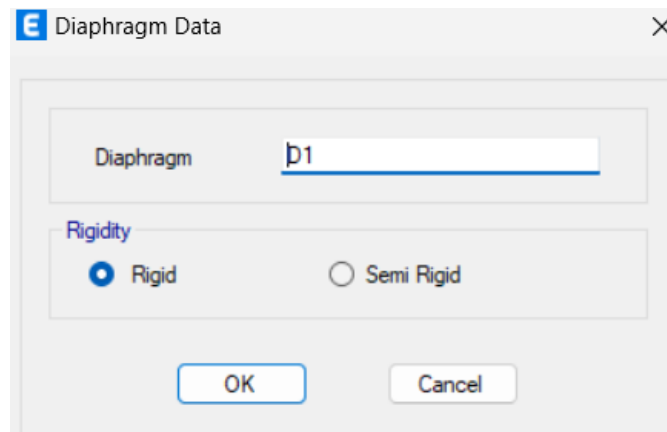 E Diaphragm Data
Diaphragm D1
Rigidity
Rigid Semi Rigid
OK Cancel